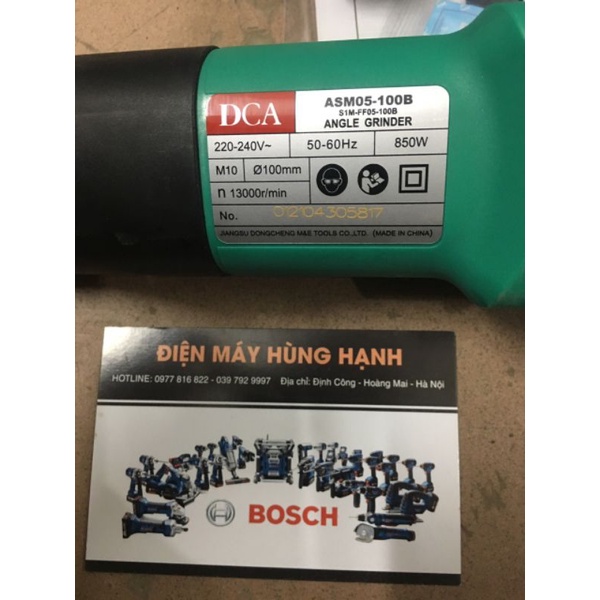 DCA
ASM05-100B
S1M-FF05-100B
ANGLE GRINDER
220-240V~ 50-60Hz 850W
M10 Ø100mm
n 13000r/min
No. 012104305817
JIANGSU DONGCHENG M&E TOOLS CO.,LTD. (MADE IN CHINA)
ĐIỆN MÁY HÙNG HẠNH
HOTLINE: 0977 816 822 - 039 792 9997 Địa chỉ: Định Công - Hoàng Mai - Hà Nội
BOSCH